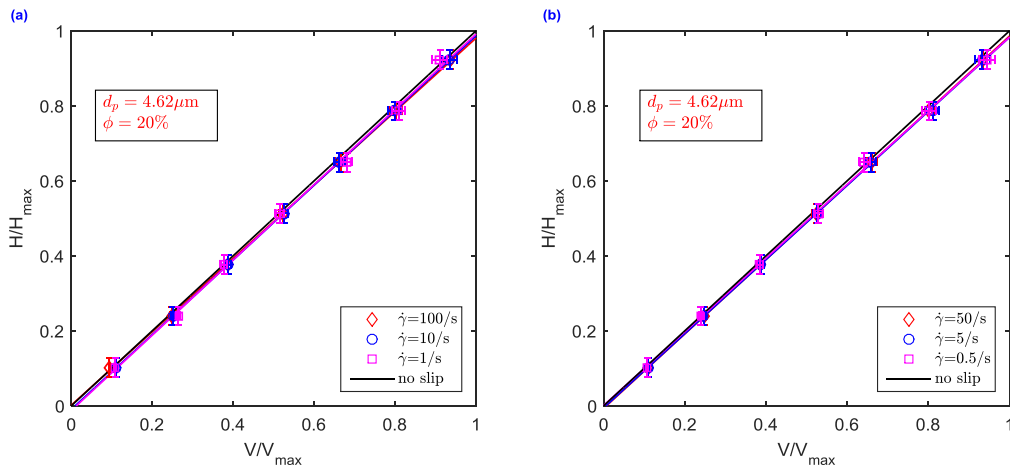 (a)
1
0.8
0.6
0.4
0.2
0
H/H_max
d_p = 4.62μm
ϕ = 20%
γ̇=100/s
γ̇=10/s
γ̇=1/s
no slip
0 0.2 0.4 0.6 0.8 1
V/V_max
(b)
1
0.8
0.6
0.4
0.2
0
H/H_max
d_p = 4.62μm
ϕ = 20%
γ̇=50/s
γ̇=5/s
γ̇=0.5/s
no slip
0 0.2 0.4 0.6 0.8 1
V/V_max